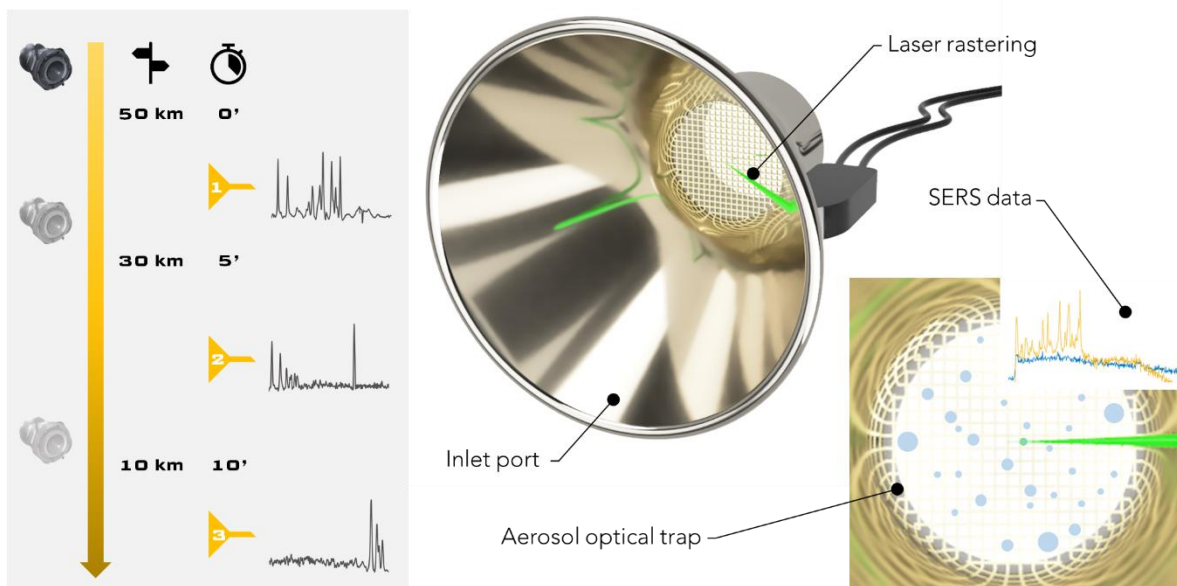 50 km 0'
1
30 km 5'
2
10 km 10'
3
Laser rastering
SERS data
Inlet port
Aerosol optical trap